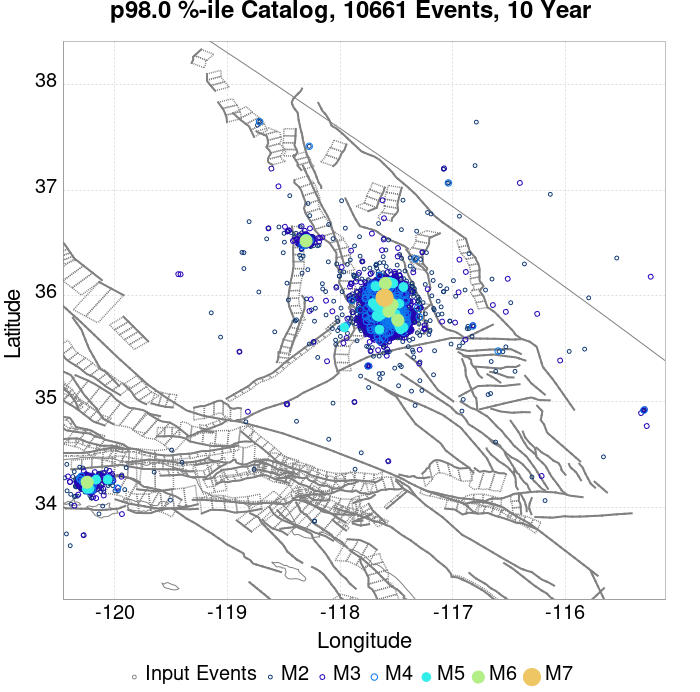 p98.0 %-ile Catalog, 10661 Events, 10 Year
38
37
36
35
34
Latitude
-120 -119 -118 -117 -116
Longitude
Input Events M2 M3 M4 M5 M6 M7